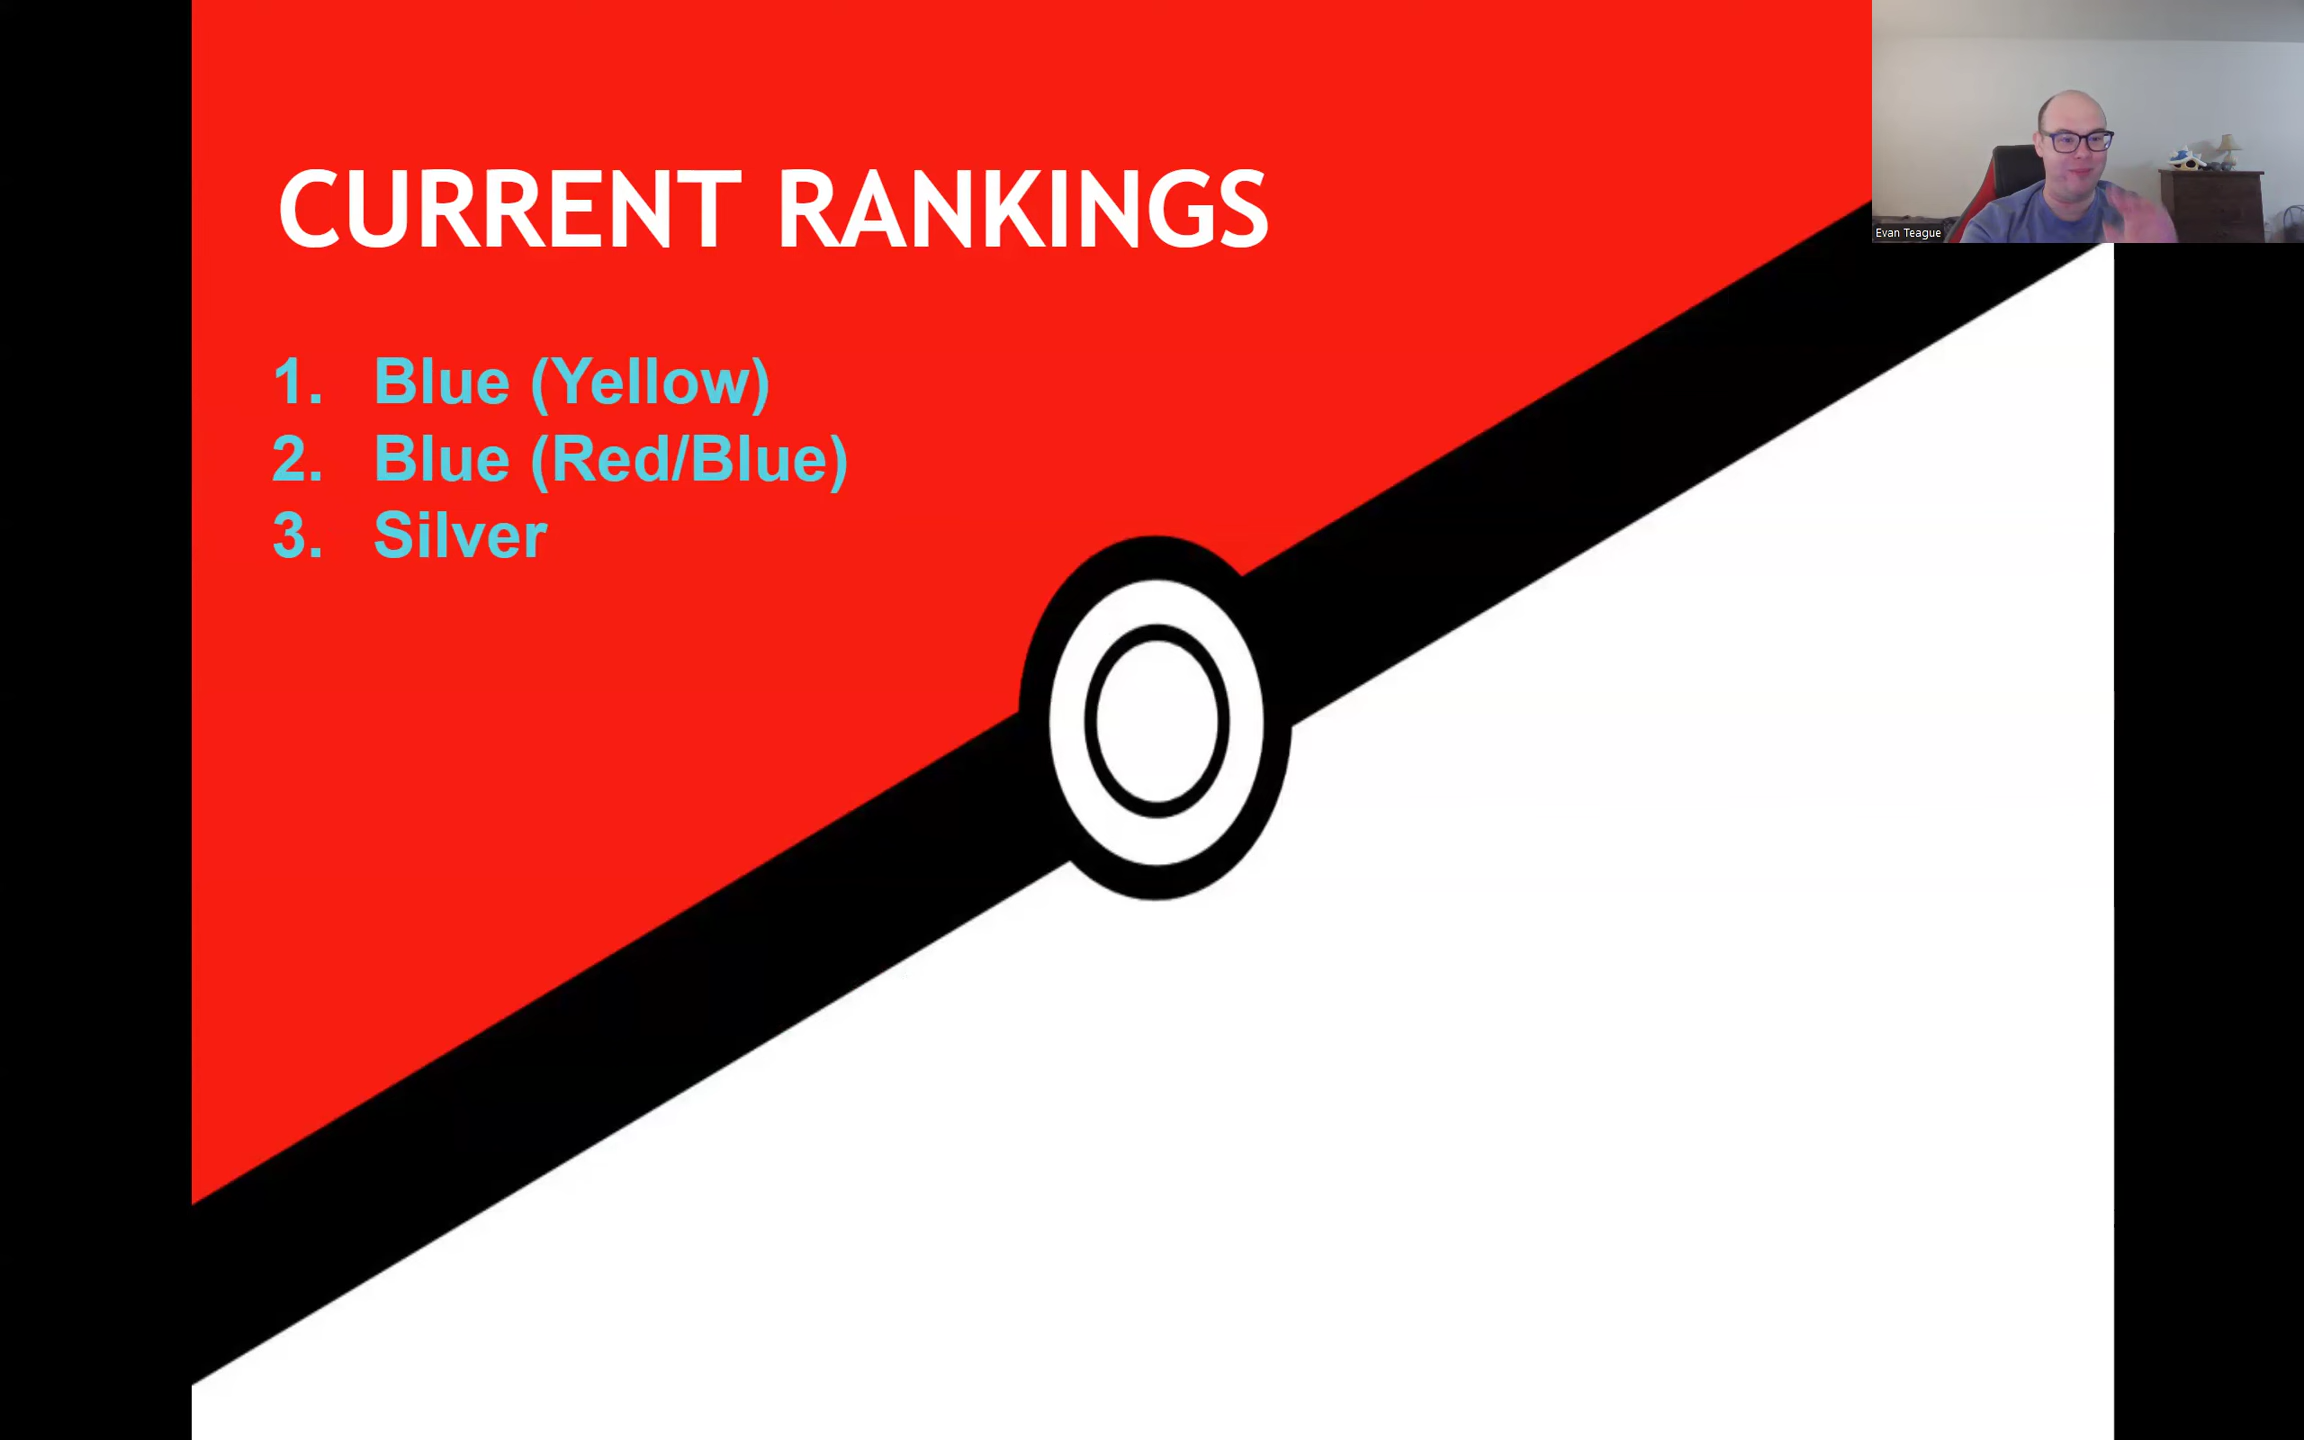 CURRENT RANKINGS
1. Blue (Yellow)
2. Blue (Red/Blue)
3. Silver
Evan Teague